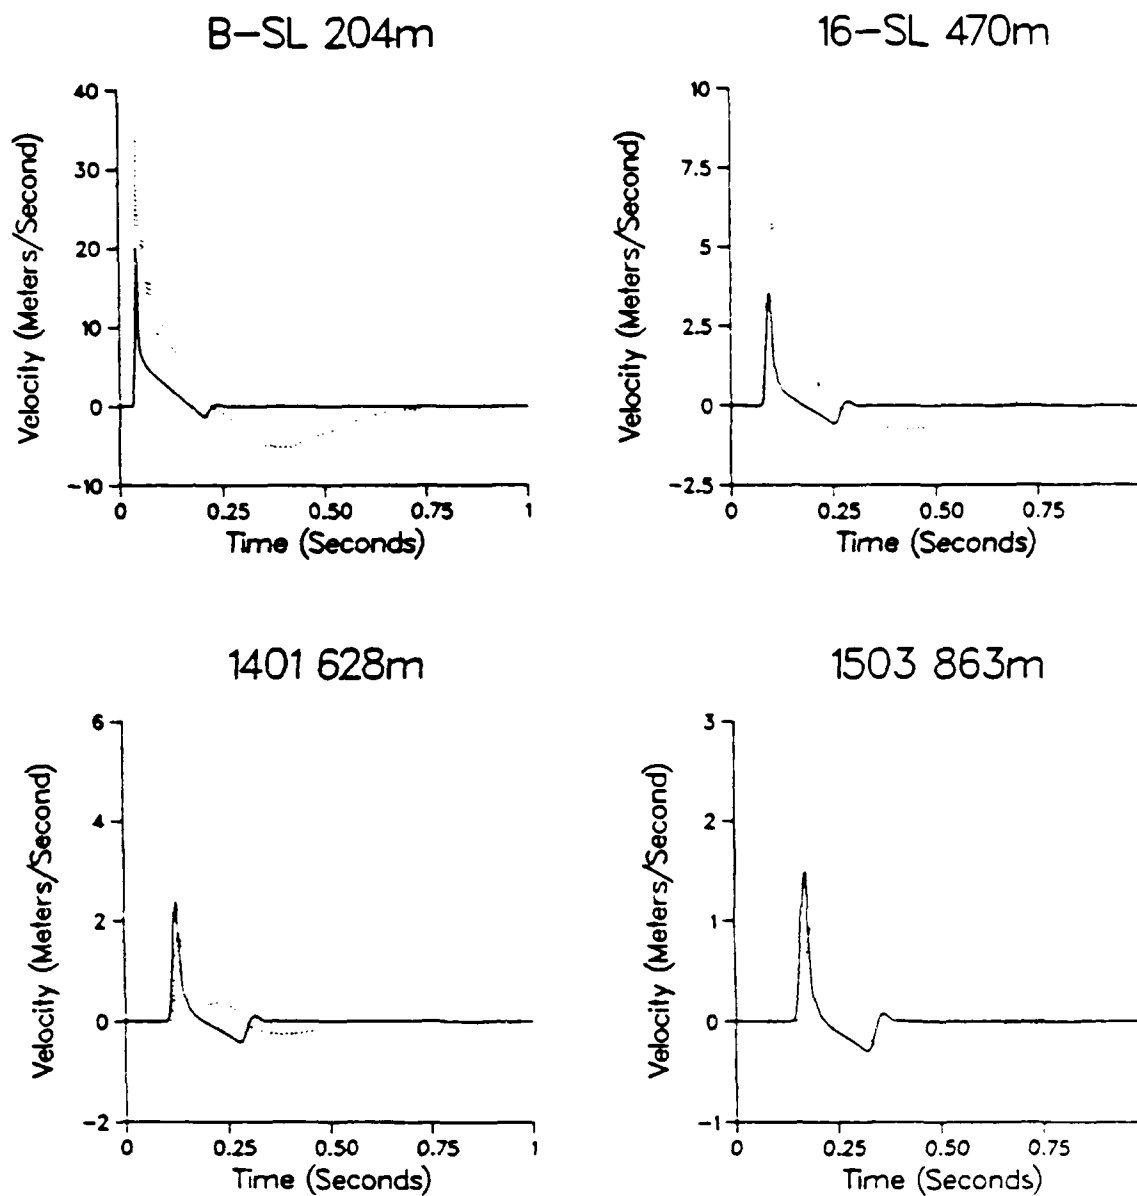 B-SL 204m
40
30
20
10
0
-10
Velocity (Meters/Second)
0 0.25 0.50 0.75 1
Time (Seconds)
16-SL 470m
10
7.5
5
2.5
0
-2.5
Velocity (Meters/Second)
0 0.25 0.50 0.75
Time (Seconds)
1401 628m
6
4
2
0
-2
Velocity (Meters/Second)
0 0.25 0.50 0.75 1
Time (Seconds)
1503 863m
3
2
1
0
-1
Velocity (Meters/Second)
0 0.25 0.50 0.75
Time (Seconds)